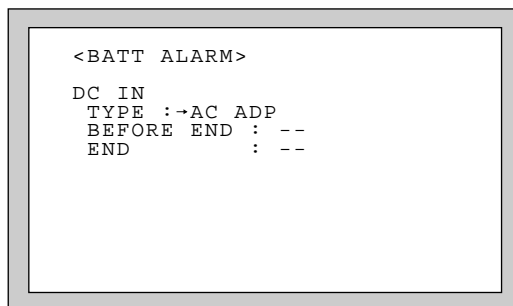 <BATT ALARM>
DC IN
TYPE :→AC ADP
BEFORE END : --
END : --